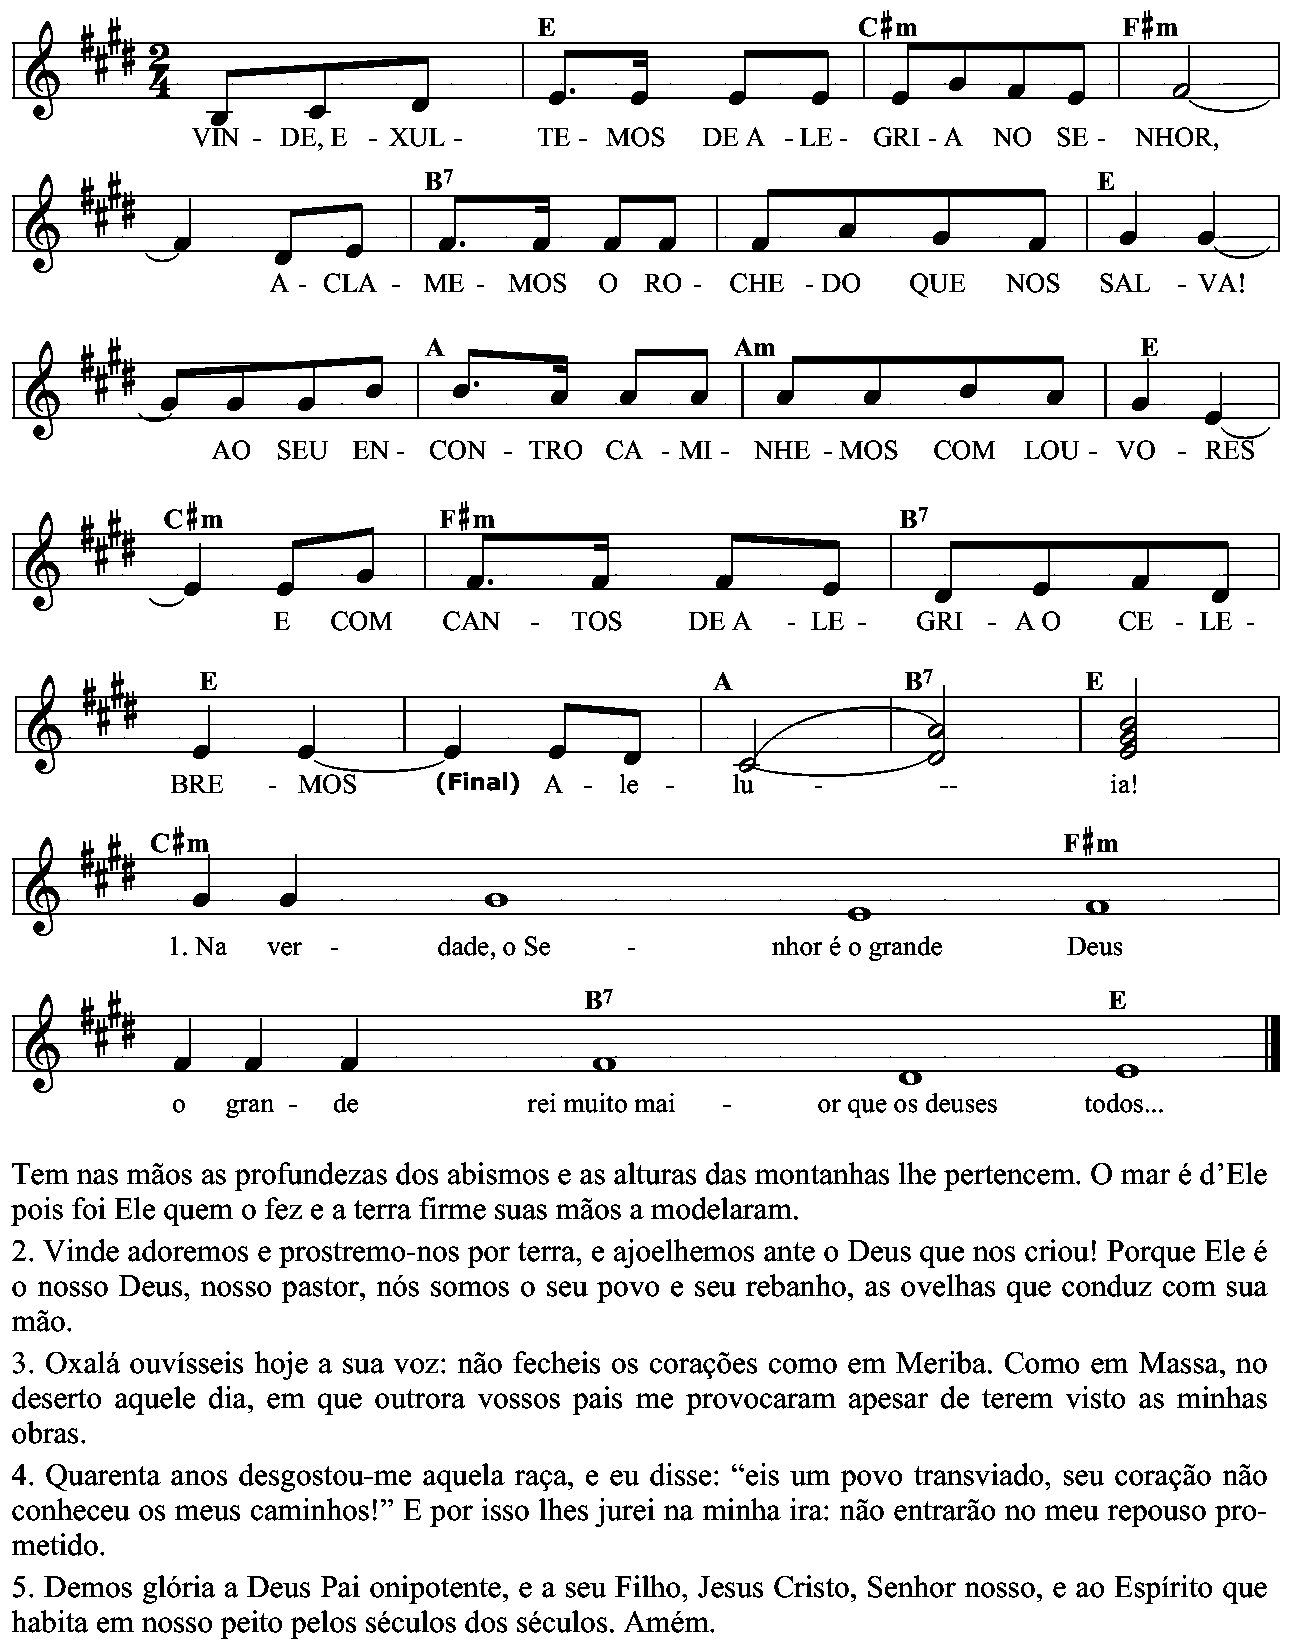 E C#m F#m
2
4
VIN - DE, E - XUL - TE - MOS DE A - LE - GRI - A NO SE - NHOR,
B7 E
A - CLA - ME - MOS O RO - CHE - DO QUE NOS SAL - VA!
A Am E
AO SEU EN - CON - TRO CA - MI - NHE - MOS COM LOU - VO - RES
C#m F#m B7
E COM CAN - TOS DE A - LE - GRI - A O CE - LE -
E A B7 E
BRE - MOS (Final) A - le - lu - -- ia!
C#m F#m
1. Na ver - dade, o Se - nhor é o grande Deus
B7 E
o gran - de rei muito mai - or que os deuses todos...
Tem nas mãos as profundezas dos abismos e as alturas das montanhas lhe pertencem. O mar é d’Ele
pois foi Ele quem o fez e a terra firme suas mãos a modelaram.
2. Vinde adoremos e prostremo-nos por terra, e ajoelhemos ante o Deus que nos criou! Porque Ele é
o nosso Deus, nosso pastor, nós somos o seu povo e seu rebanho, as ovelhas que conduz com sua
mão.
3. Oxalá ouvísseis hoje a sua voz: não fecheis os corações como em Meriba. Como em Massa, no
deserto aquele dia, em que outrora vossos pais me provocaram apesar de terem visto as minhas
obras.
4. Quarenta anos desgostou-me aquela raça, e eu disse: “eis um povo transviado, seu coração não
conheceu os meus caminhos!” E por isso lhes jurei na minha ira: não entrarão no meu repouso pro-
metido.
5. Demos glória a Deus Pai onipotente, e a seu Filho, Jesus Cristo, Senhor nosso, e ao Espírito que
habita em nosso peito pelos séculos dos séculos. Amém.